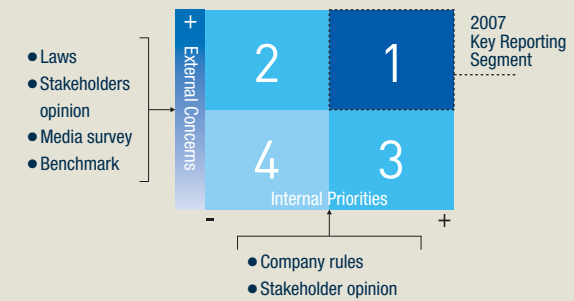 +
External Concerns
2
1
2007
Key Reporting
Segment
● Laws
● Stakeholders
opinion
● Media survey
● Benchmark
4
3
Internal Priorities
-
+
● Company rules
● Stakeholder opinion